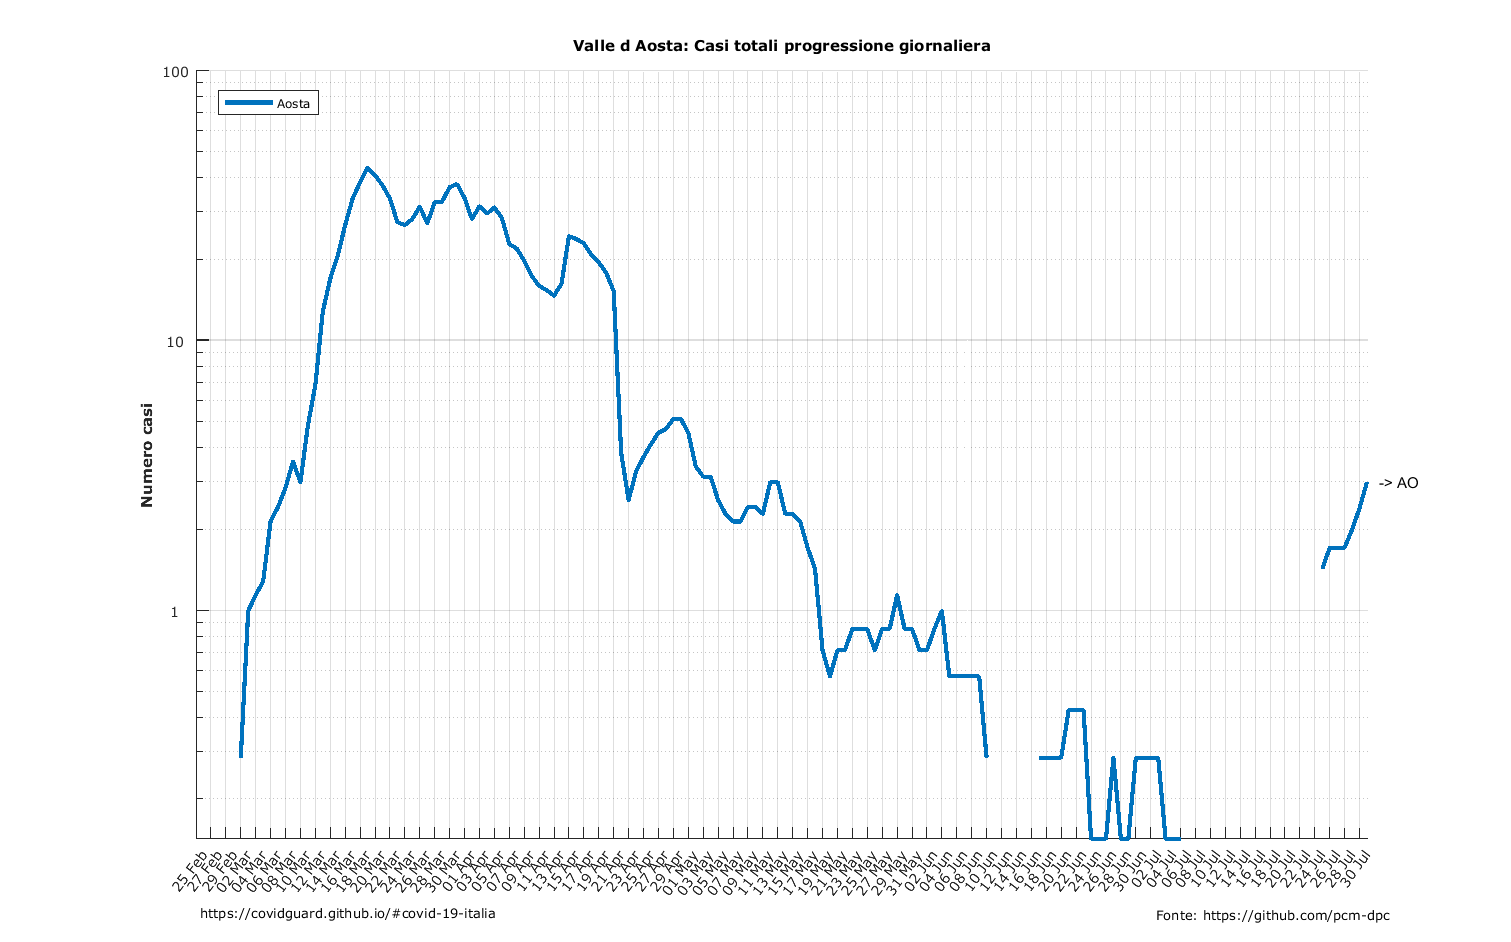 Valle d Aosta: Casi totali progressione giornaliera
100
Aosta
10
Numero casi
-> AO
1
25 Feb
27 Feb
29 Feb
02 Mar
04 Mar
06 Mar
08 Mar
10 Mar
12 Mar
14 Mar
16 Mar
18 Mar
20 Mar
22 Mar
24 Mar
26 Mar
28 Mar
30 Mar
01 Apr
03 Apr
05 Apr
07 Apr
09 Apr
11 Apr
13 Apr
15 Apr
17 Apr
19 Apr
21 Apr
23 Apr
25 Apr
27 Apr
29 Apr
01 May
03 May
05 May
07 May
09 May
11 May
13 May
15 May
17 May
19 May
21 May
23 May
25 May
27 May
29 May
31 May
02 Jun
04 Jun
06 Jun
08 Jun
10 Jun
12 Jun
14 Jun
16 Jun
18 Jun
20 Jun
22 Jun
24 Jun
26 Jun
28 Jun
30 Jun
02 Jul
04 Jul
06 Jul
08 Jul
10 Jul
12 Jul
14 Jul
16 Jul
18 Jul
20 Jul
22 Jul
24 Jul
26 Jul
28 Jul
30 Jul
https://covidguard.github.io/#covid-19-italia
Fonte: https://github.com/pcm-dpc